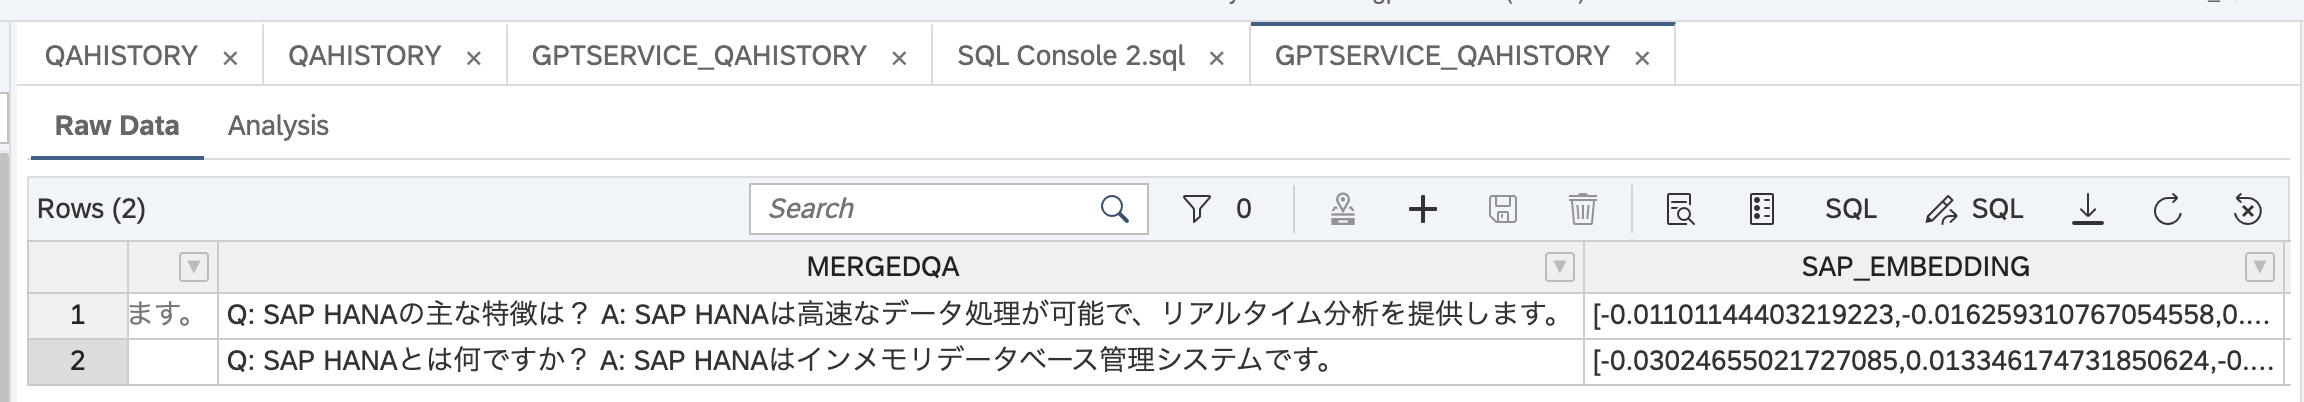 QAHISTORY × QAHISTORY × GPTSERVICE_QAHISTORY × SQL Console 2.sql × GPTSERVICE_QAHISTORY ×
Raw Data Analysis
Rows (2) Search 0 SQL SQL
MERGEDQA SAP_EMBEDDING
1 ます。 Q: SAP HANAの主な特徴は？ A: SAP HANAは高速なデータ処理が可能で、リアルタイム分析を提供します。 [-0.01101144403219223,-0.016259310767054558,0....
2 Q: SAP HANAとは何ですか？ A: SAP HANAはインメモリデータベース管理システムです。 [-0.03024655021727085,0.013346174731850624,-0....